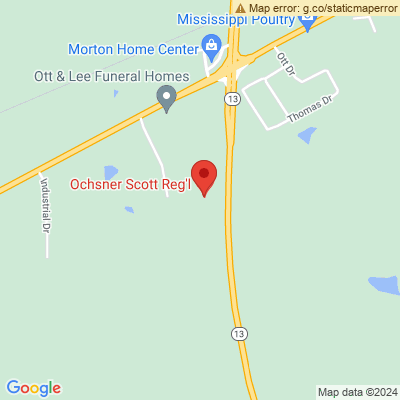 Map error: g.co/staticmaperror
Mississippi Poultry
Morton Home Center
Ott Dr
Ott & Lee Funeral Homes
13
Thomas Dr
Ochsner Scott Reg'l
Industrial Dr
13
Google
Map data ©2024